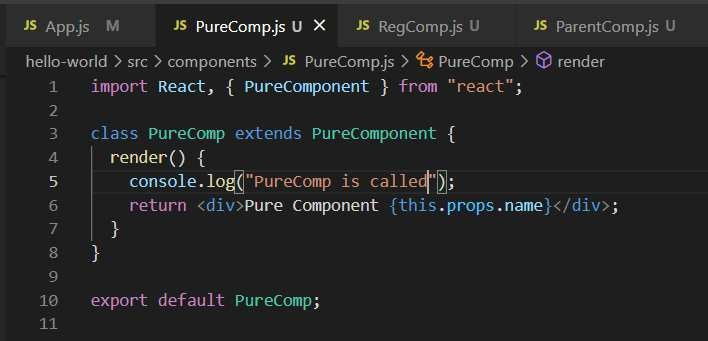 JS App.js M JS PureComp.js U JS RegComp.js U JS ParentComp.js U
hello-world > src > components > JS PureComp.js > PureComp > render
1 import React, { PureComponent } from "react";
2
3 class PureComp extends PureComponent {
4 render() {
5 console.log("PureComp is called");
6 return <div>Pure Component {this.props.name}</div>;
7 }
8 }
9
10 export default PureComp;
11